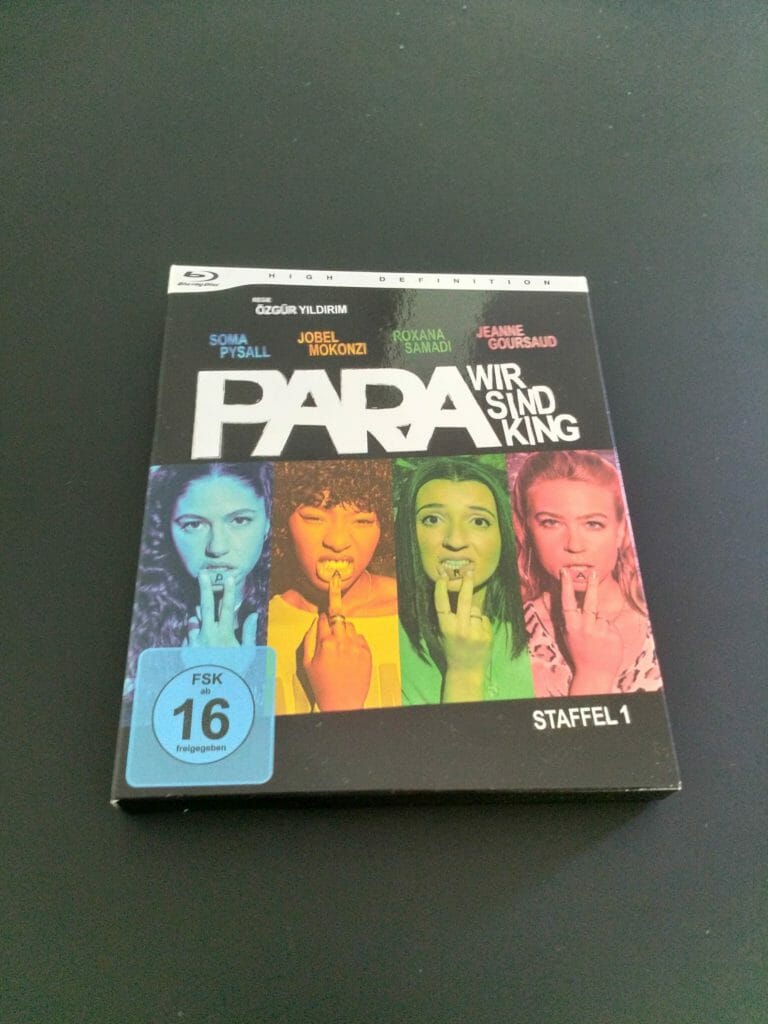 Blu-ray Disc
HIGH DEFINITION
REGIE
ÖZGÜR YILDIRIM
SOMA
PYSALL
JOBEL
MOKONZI
ROXANA
SAMADI
JEANNE
GOURSAUD
PARA
WIR
SIND
KING
P
A
R
A
FSK
ab
16
freigegeben
STAFFEL 1